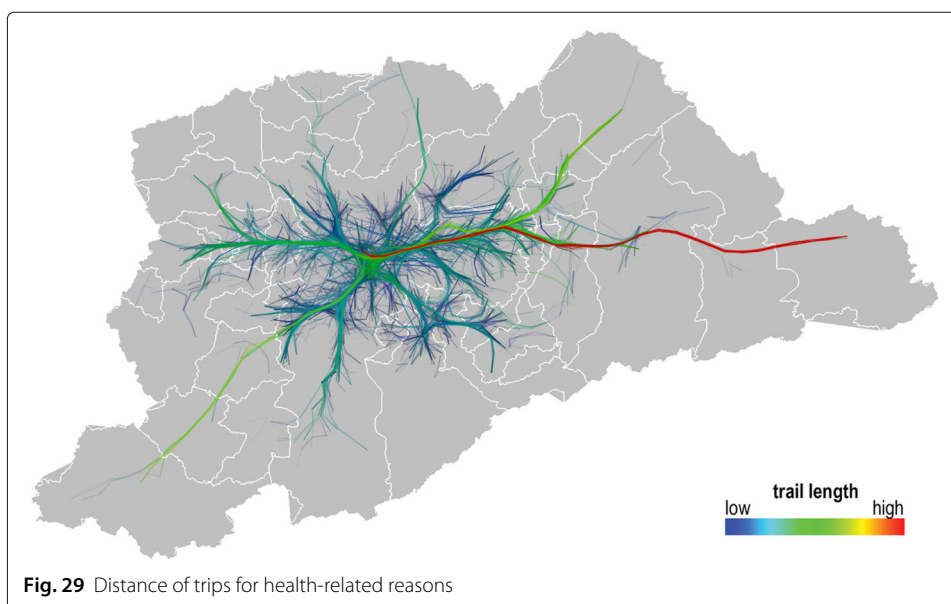 trail length
low high
Fig. 29 Distance of trips for health-related reasons